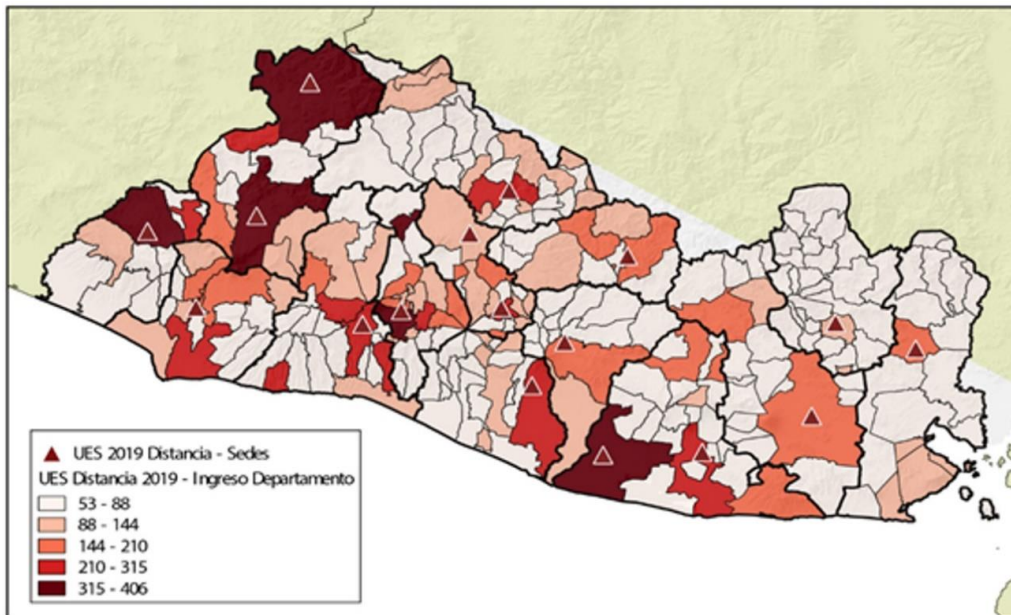 UES 2019 Distancia - Sedes
UES Distancia 2019 - Ingreso Departamento
53 - 88
88 - 144
144 - 210
210 - 315
315 - 406